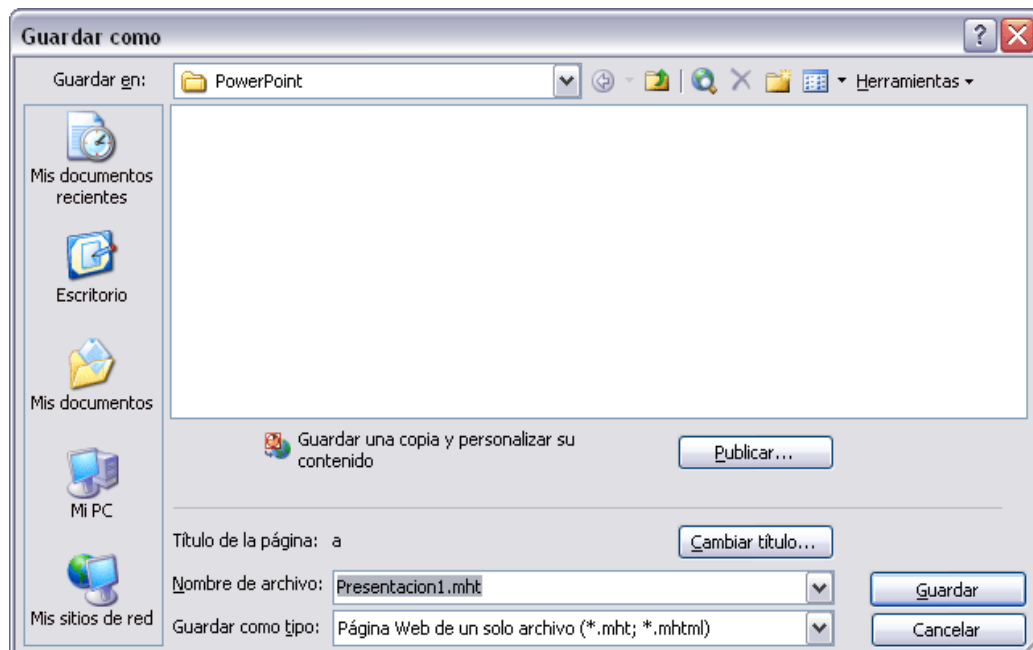 Guardar como
Guardar en:
PowerPoint
Herramientas
Mis documentos
recientes
Escritorio
Mis documentos
Mi PC
Mis sitios de red
Guardar una copia y personalizar su
contenido
Publicar...
Título de la página: a
Cambiar título...
Nombre de archivo: Presentacion1.mht
Guardar
Guardar como tipo: Página Web de un solo archivo (*.mht; *.mhtml)
Cancelar